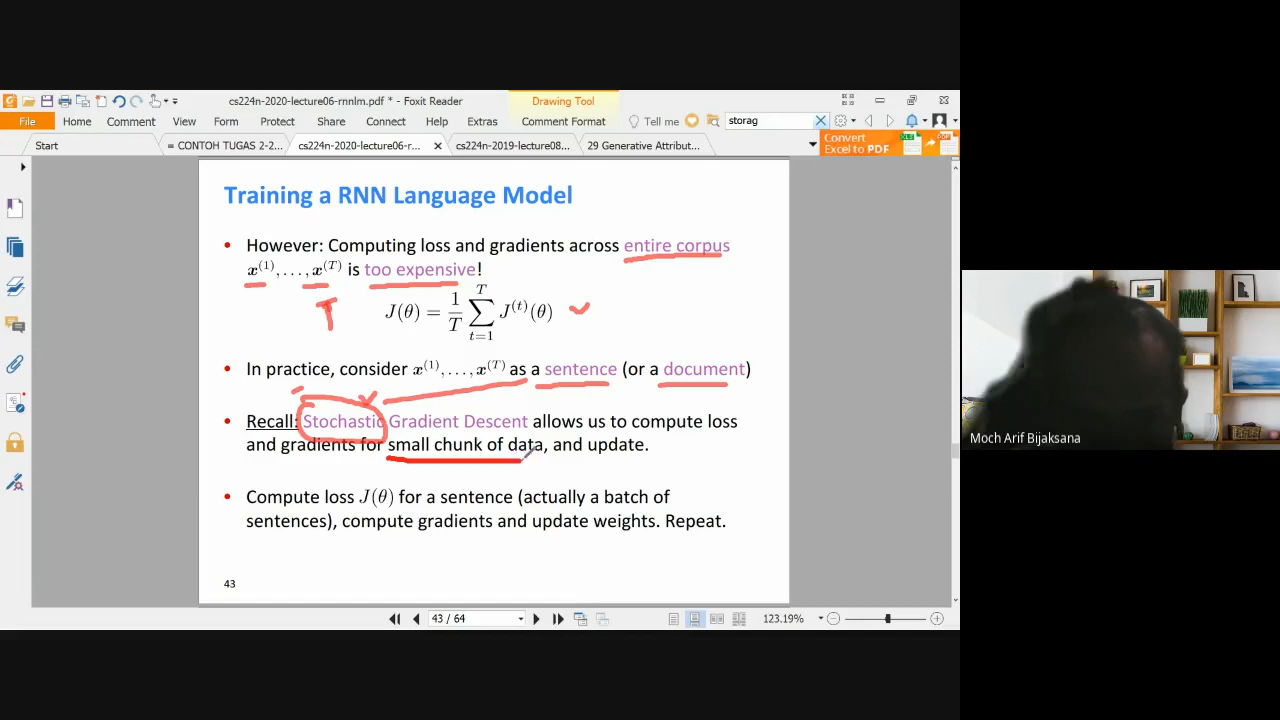 cs224n-2020-lecture06-rnnlm.pdf * - Foxit Reader
Drawing Tool
File Home Comment View Form Protect Share Connect Help Extras Comment Format Tell me storag
Start = CONTOH TUGAS 2-2... cs224n-2020-lecture06-r... cs224n-2019-lecture08... 29 Generative Attribut...
Convert
Excel to PDF
Training a RNN Language Model
• However: Computing loss and gradients across entire corpus
x^(1), . . . , x^(T) is too expensive!
T
J(θ) = 1/T ∑_{t=1}^{T} J^(t)(θ)
• In practice, consider x^(1), . . . , x^(T) as a sentence (or a document)
• Recall: Stochastic Gradient Descent allows us to compute loss
and gradients for small chunk of data, and update.
• Compute loss J(θ) for a sentence (actually a batch of
sentences), compute gradients and update weights. Repeat.
43
43 / 64
123.19%
Moch Arif Bijaksana